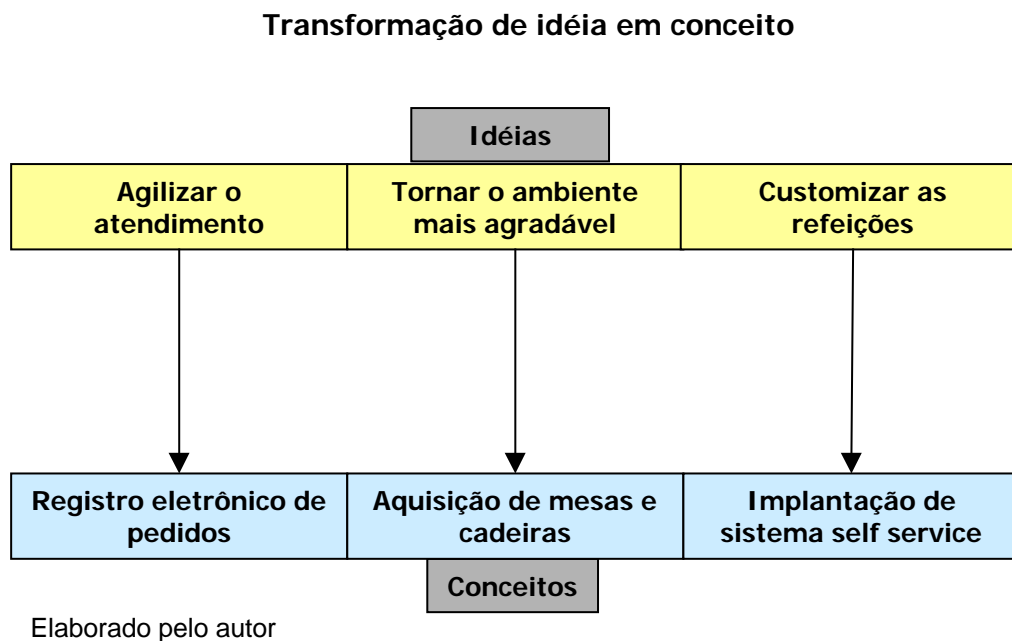 Transformação de idéia em conceito
Idéias
Agilizar o
atendimento
Tornar o ambiente
mais agradável
Customizar as
refeições
Registro eletrônico de
pedidos
Aquisição de mesas e
cadeiras
Implantação de
sistema self service
Conceitos
Elaborado pelo autor